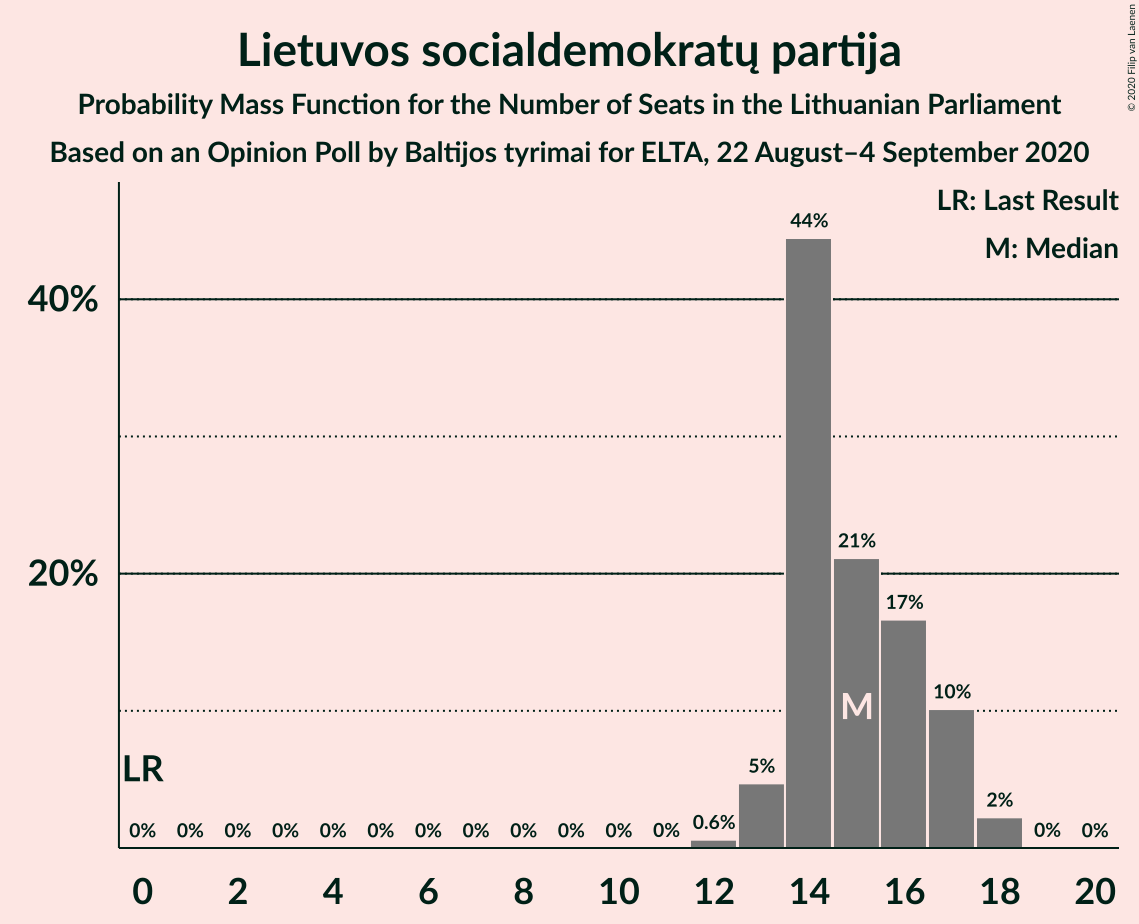 Lietuvos socialdemokratų partija
Probability Mass Function for the Number of Seats in the Lithuanian Parliament
Based on an Opinion Poll by Baltijos tyrimai for ELTA, 22 August–4 September 2020
© 2020 Filip van Laenen
LR: Last Result
M: Median
44%
40%
21%
20%
17%
10%
M
5%
LR
2%
0% 0% 0% 0% 0% 0% 0% 0% 0% 0% 0% 0% 0.6% 0% 0%
0 2 4 6 8 10 12 14 16 18 20